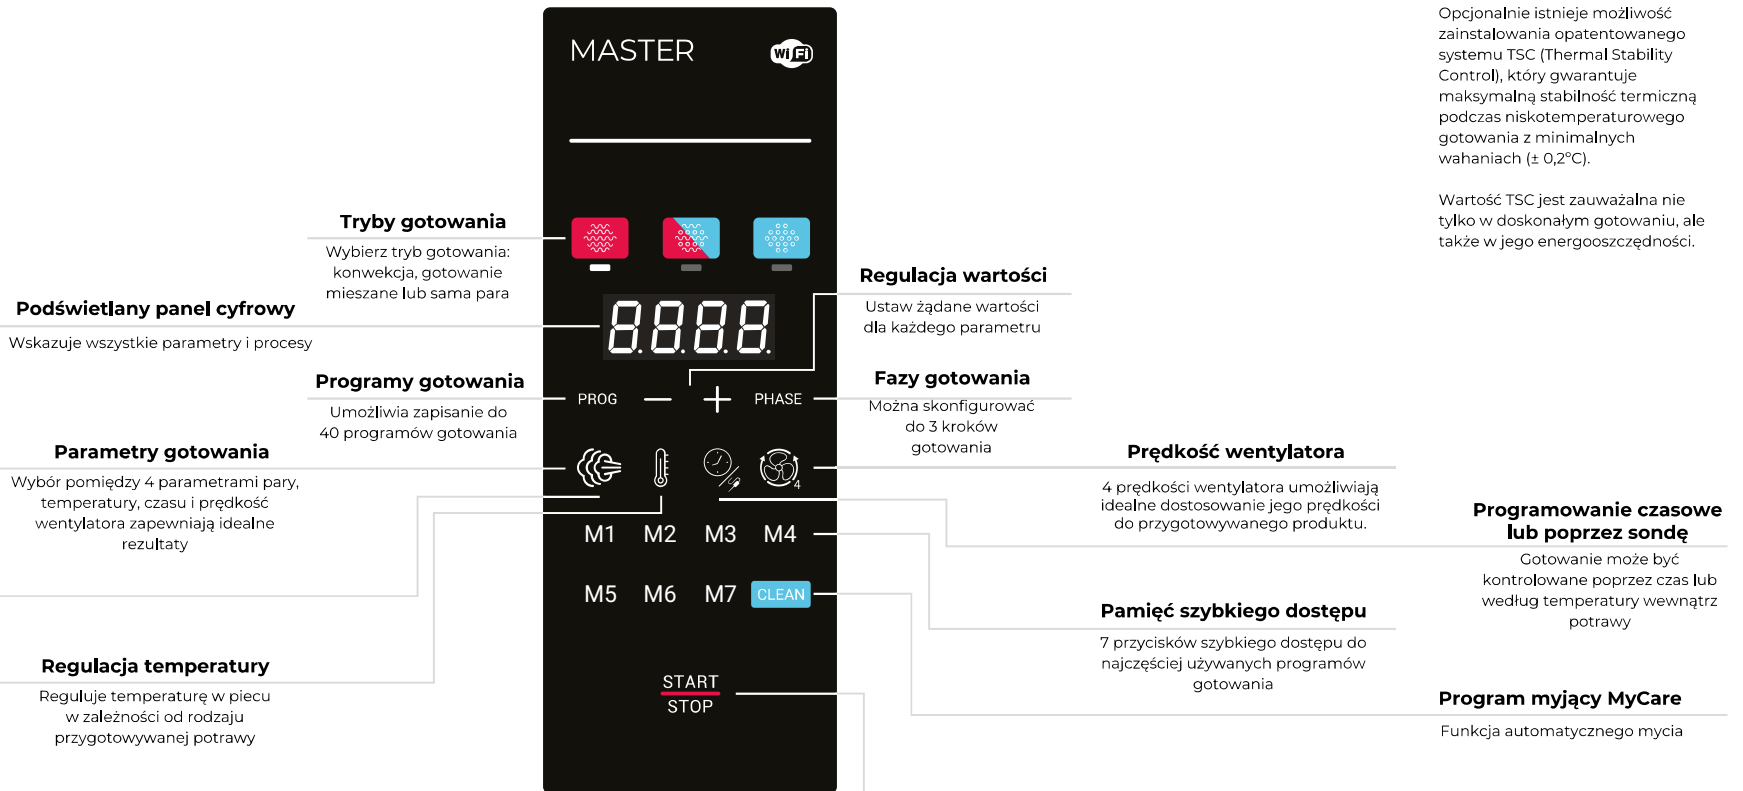 MASTER
Wi Fi
Opcjonalnie istnieje możliwość
zainstalowania opatentowanego
systemu TSC (Thermal Stability
Control), który gwarantuje
maksymalną stabilność termiczną
podczas niskotemperaturowego
gotowania z minimalnych
wahaniach (± 0,2°C).
Wartość TSC jest zauważalna nie
tylko w doskonałym gotowaniu, ale
także w jego energooszczędności.
Tryby gotowania
Wybierz tryb gotowania:
konwekcja, gotowanie
mieszane lub sama para
Podświetlany panel cyfrowy
Wskazuje wszystkie parametry i procesy
8.8.8.8.
Regulacja wartości
Ustaw żądane wartości
dla każdego parametru
Programy gotowania
Umożliwia zapisanie do
40 programów gotowania
PROG − + PHASE
Fazy gotowania
Można skonfigurować
do 3 kroków
gotowania
Parametry gotowania
Wybór pomiędzy 4 parametrami pary,
temperatury, czasu i prędkość
wentylatora zapewniają idealne
rezultaty
4
Prędkość wentylatora
4 prędkości wentylatora umożliwiają
idealne dostosowanie jego prędkości
do przygotowywanego produktu.
Programowanie czasowe
lub poprzez sondę
Gotowanie może być
kontrolowane poprzez czas lub
według temperatury wewnątrz
potrawy
M1 M2 M3 M4
M5 M6 M7 CLEAN
Pamięć szybkiego dostępu
7 przycisków szybkiego dostępu do
najczęściej używanych programów
gotowania
Regulacja temperatury
Reguluje temperaturę w piecu
w zależności od rodzaju
przygotowywanej potrawy
START
STOP
Program myjący MyCare
Funkcja automatycznego mycia